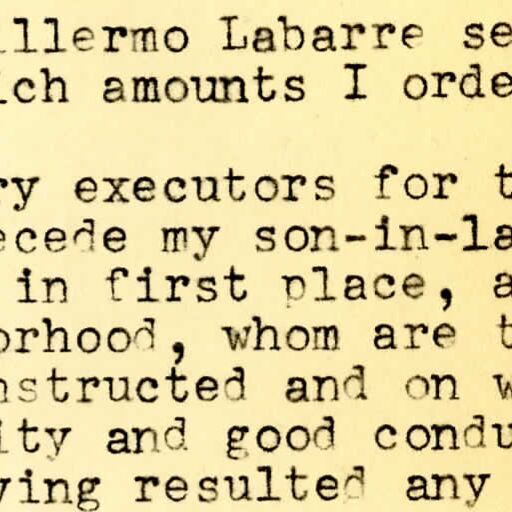 illermo Labarre se
ich amounts I orde
ry executors for t
ecede my son-in-la
in first place, a
orhood, whom are t
nstructed and on w
ity and good condu
ving resulted any